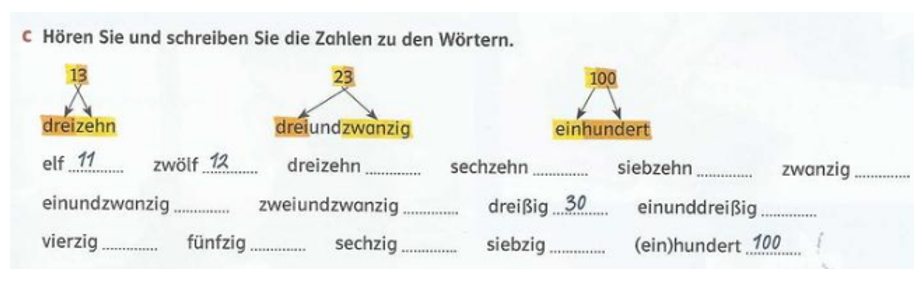 c Hören Sie und schreiben Sie die Zahlen zu den Wörtern.
13 23 100
dreizehn dreiundzwanzig einhundert
elf 11 zwölf 12 dreizehn ............ sechzehn ............ siebzehn ............ zwanzig ............
einundzwanzig ............ zweiundzwanzig ............ dreißig 30 einunddreißig ............
vierzig ............ fünfzig ............ sechzig ............ siebzig ............ (ein)hundert 100